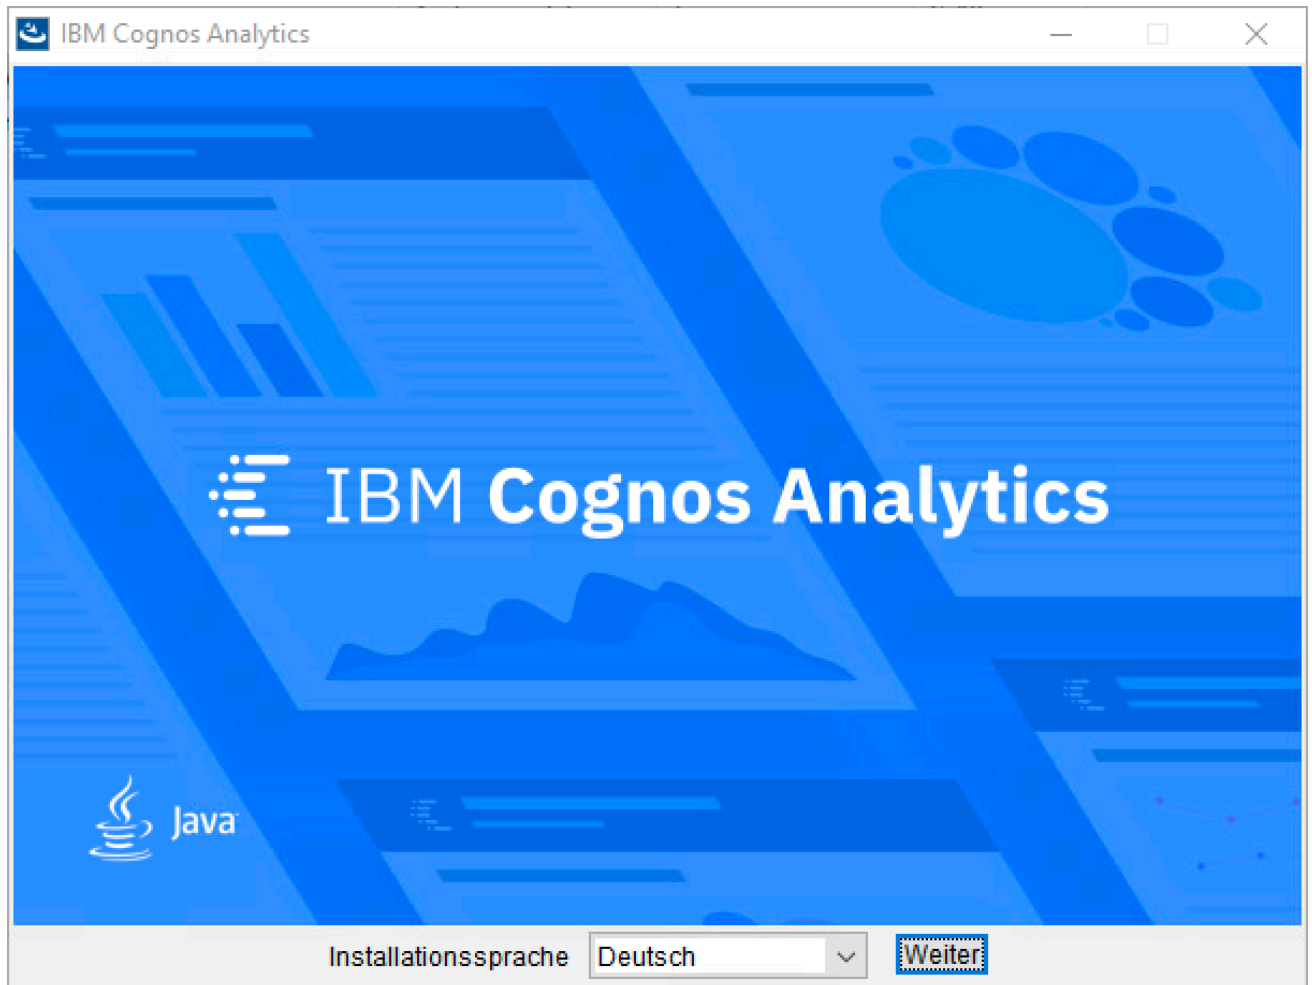 IBM Cognos Analytics
IBM Cognos Analytics
Java
Installationssprache Deutsch Weiter